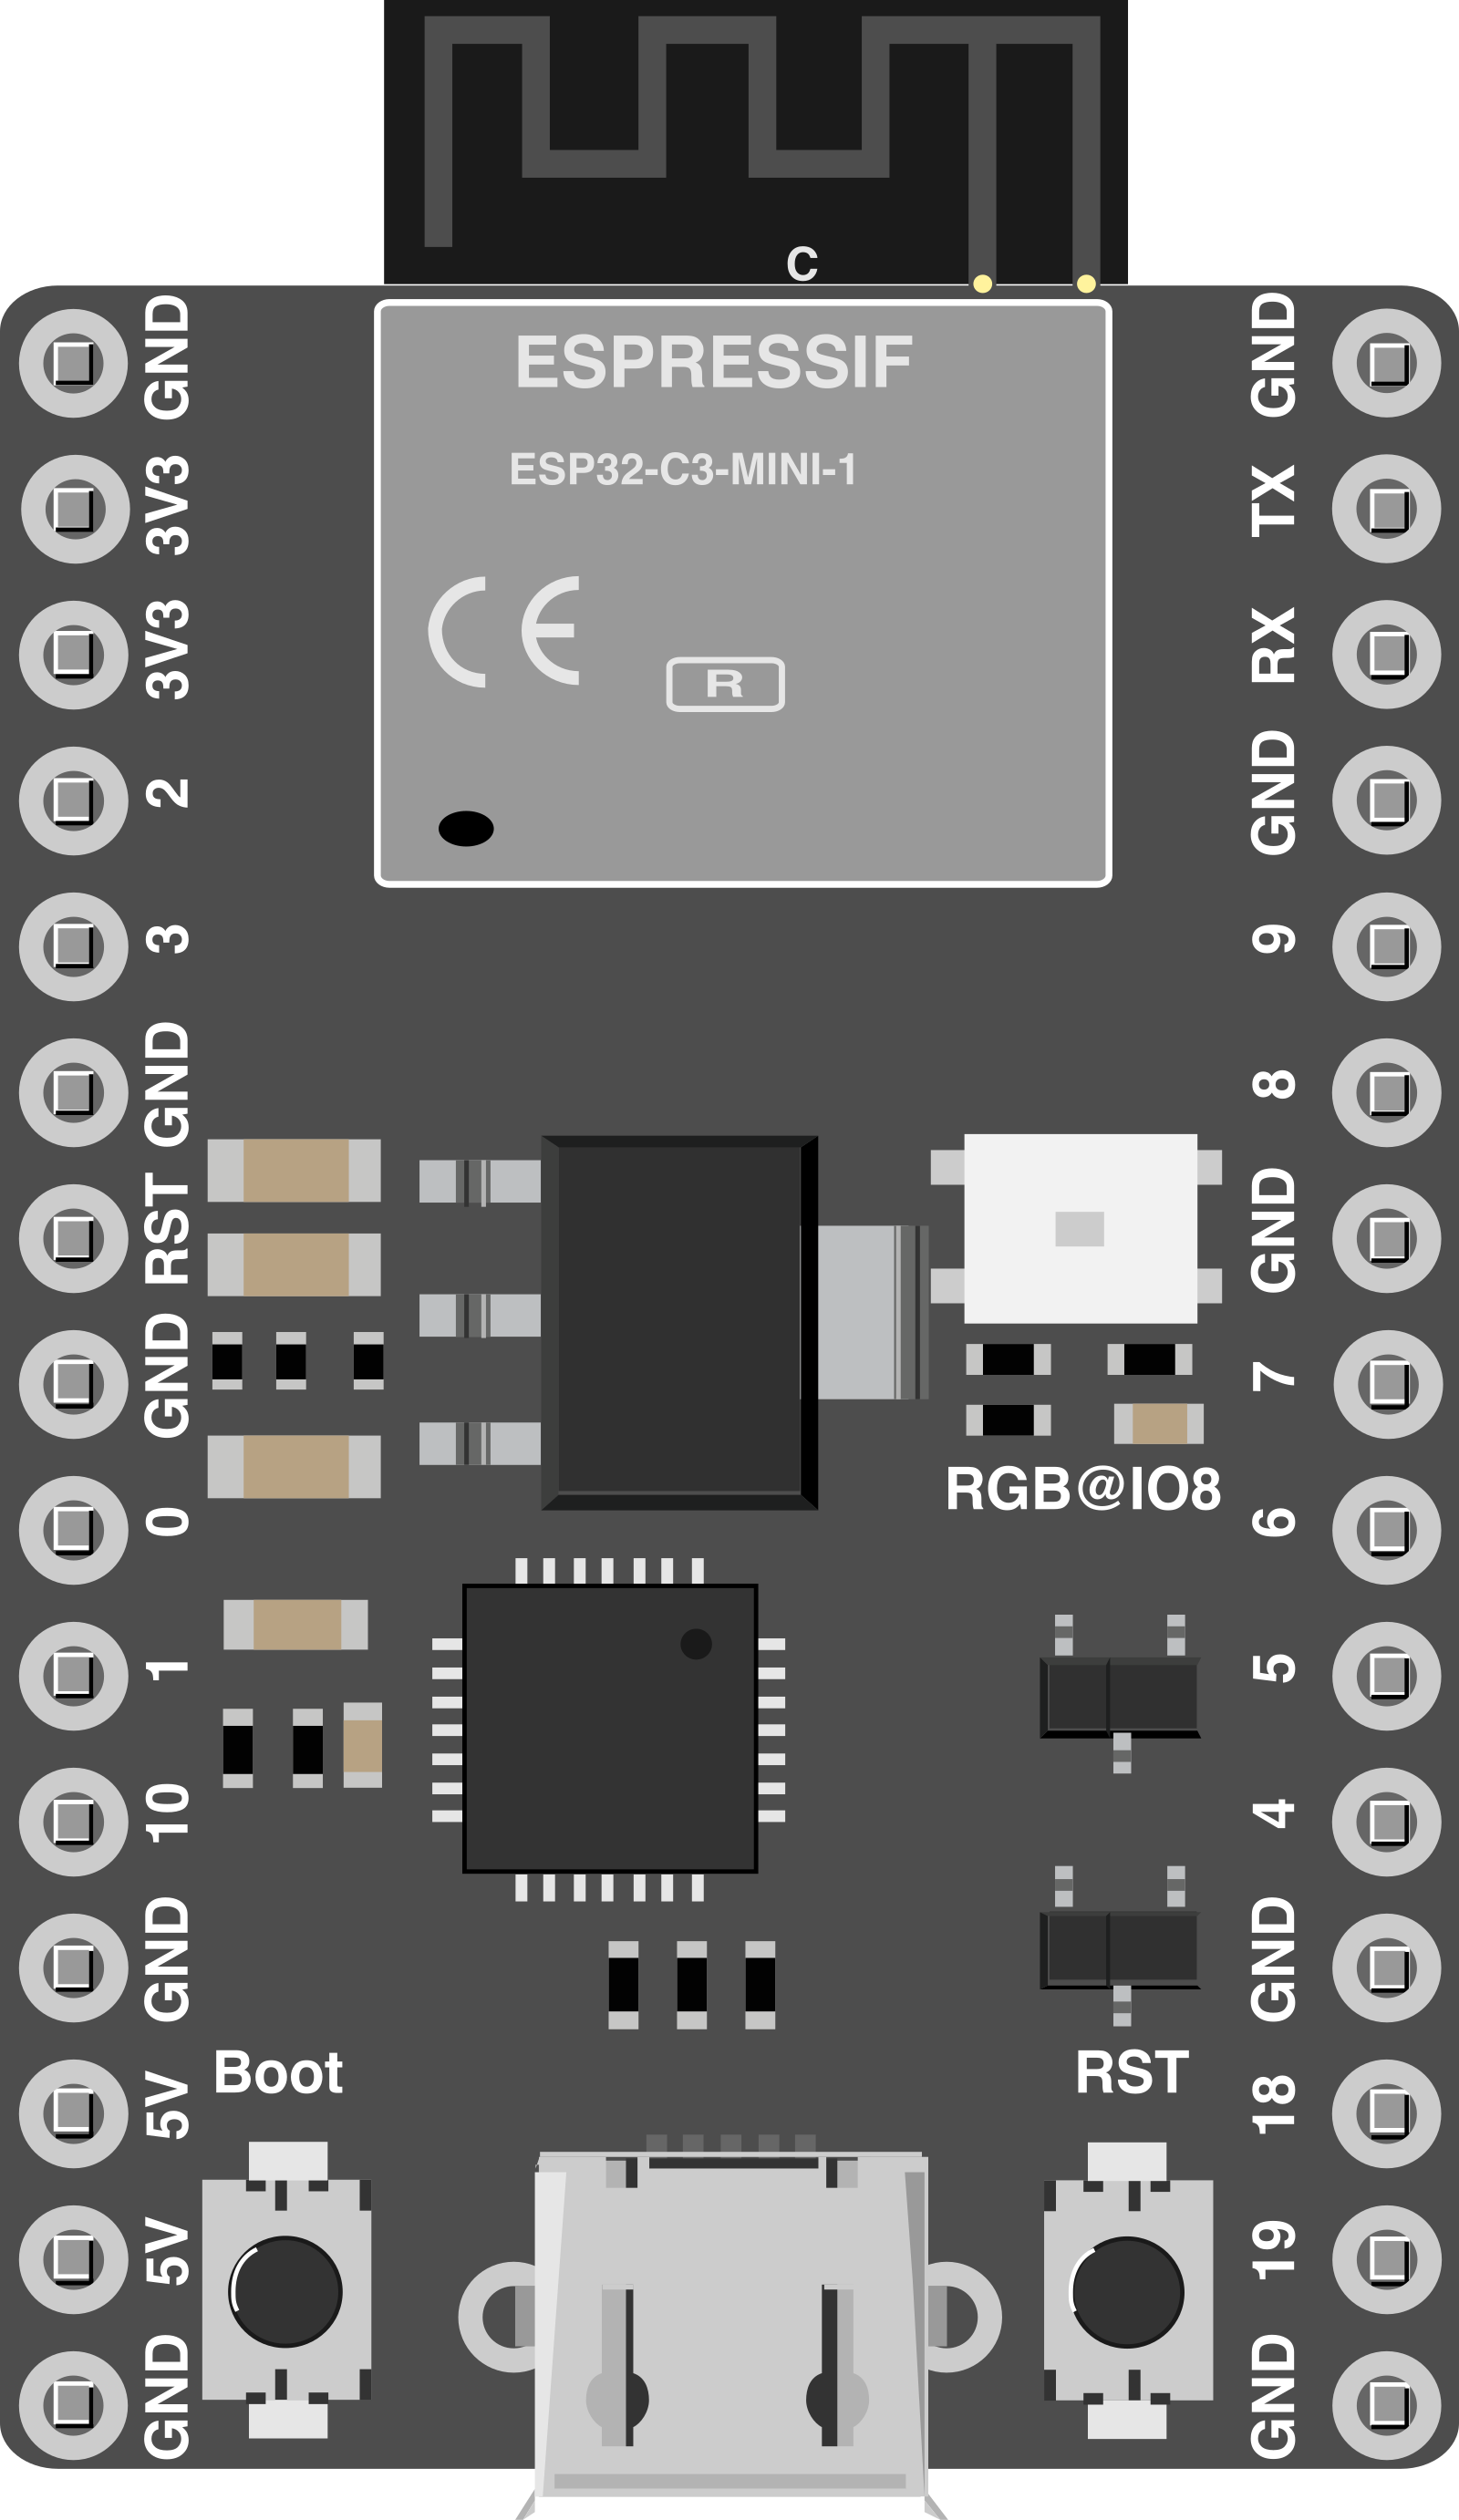 C
ESPRESSIF
ESP32-C3-MINI-1
CE
R
GND
3V3
3V3
2
3
GND
RST
GND
0
1
10
GND
5V
5V
GND
GND
TX
RX
GND
9
8
GND
7
6
5
4
GND
18
19
GND
RGB@IO8
Boot
RST